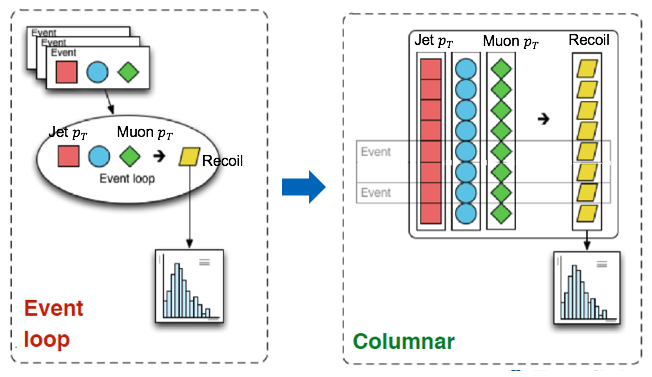 Event
Event
Event
Jet p_T Muon p_T
Recoil
Event loop
Event
loop
Jet p_T Muon p_T Recoil
Event
Event
Columnar